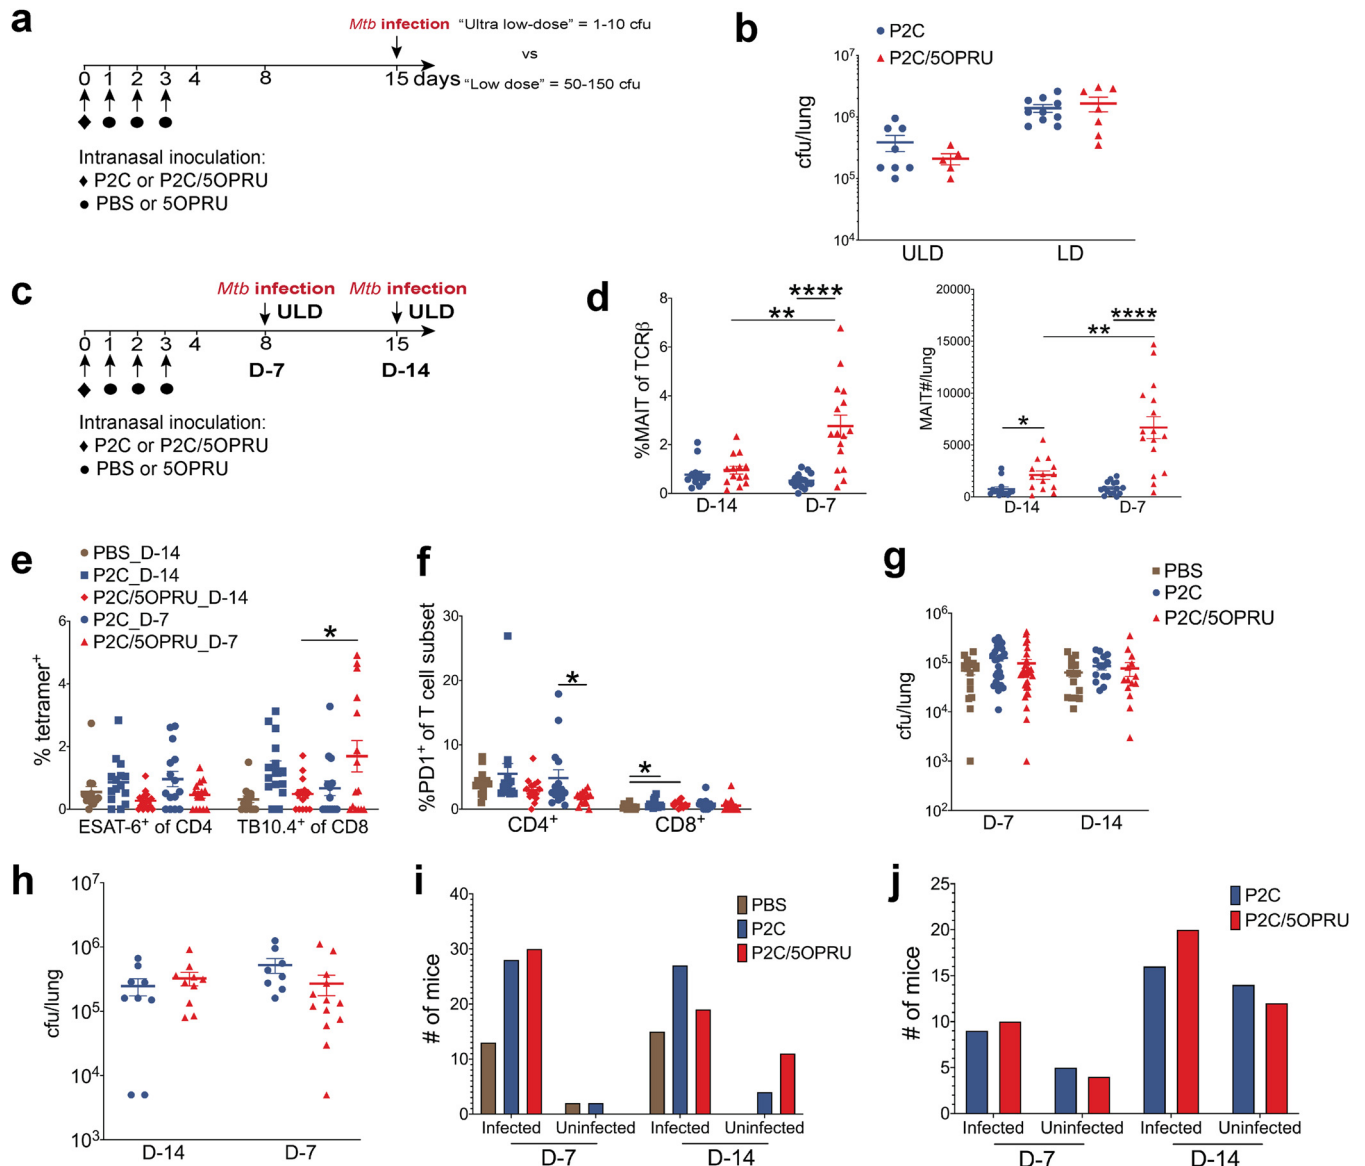 a
Mtb infection "Ultra low-dose" = 1-10 cfu
vs
"Low dose" = 50-150 cfu
0 1 2 3 4 8 15 days
Intranasal inoculation:
♦ P2C or P2C/5OPRU
● PBS or 5OPRU
b
P2C
P2C/5OPRU
cfu/lung
10⁷
10⁶
10⁵
10⁴
ULD LD
c
Mtb infection Mtb infection
ULD ULD
0 1 2 3 4 8 15
D-7 D-14
Intranasal inoculation:
♦ P2C or P2C/5OPRU
● PBS or 5OPRU
d
%MAIT of TCRβ
8
6
4
2
0
****
**
D-14 D-7
MAIT#/lung
20000
15000
10000
5000
0
****
**
*
D-14 D-7
e
PBS_D-14
P2C_D-14
P2C/5OPRU_D-14
P2C_D-7
P2C/5OPRU_D-7
% tetramer⁺
6
4
2
0
*
ESAT-6⁺ of CD4 TB10.4⁺ of CD8
f
%PD1⁺ of T cell subset
30
20
10
0
*
*
CD4⁺ CD8⁺
g
PBS
P2C
P2C/5OPRU
cfu/lung
10⁶
10⁵
10⁴
10³
10²
D-7 D-14
h
cfu/lung
10⁷
10⁶
10⁵
10⁴
10³
D-14 D-7
i
# of mice
40
30
20
10
0
PBS
P2C
P2C/5OPRU
Infected Uninfected Infected Uninfected
D-7 D-14
j
# of mice
25
20
15
10
5
0
P2C
P2C/5OPRU
Infected Uninfected Infected Uninfected
D-7 D-14